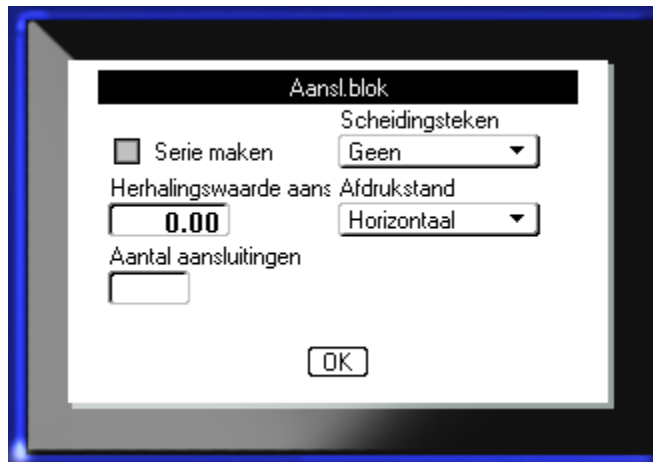 Aansl.blok
Scheidingsteken
Serie maken
Geen
Herhalingswaarde aans
Afdrukstand
0.00
Horizontaal
Aantal aansluitingen
OK